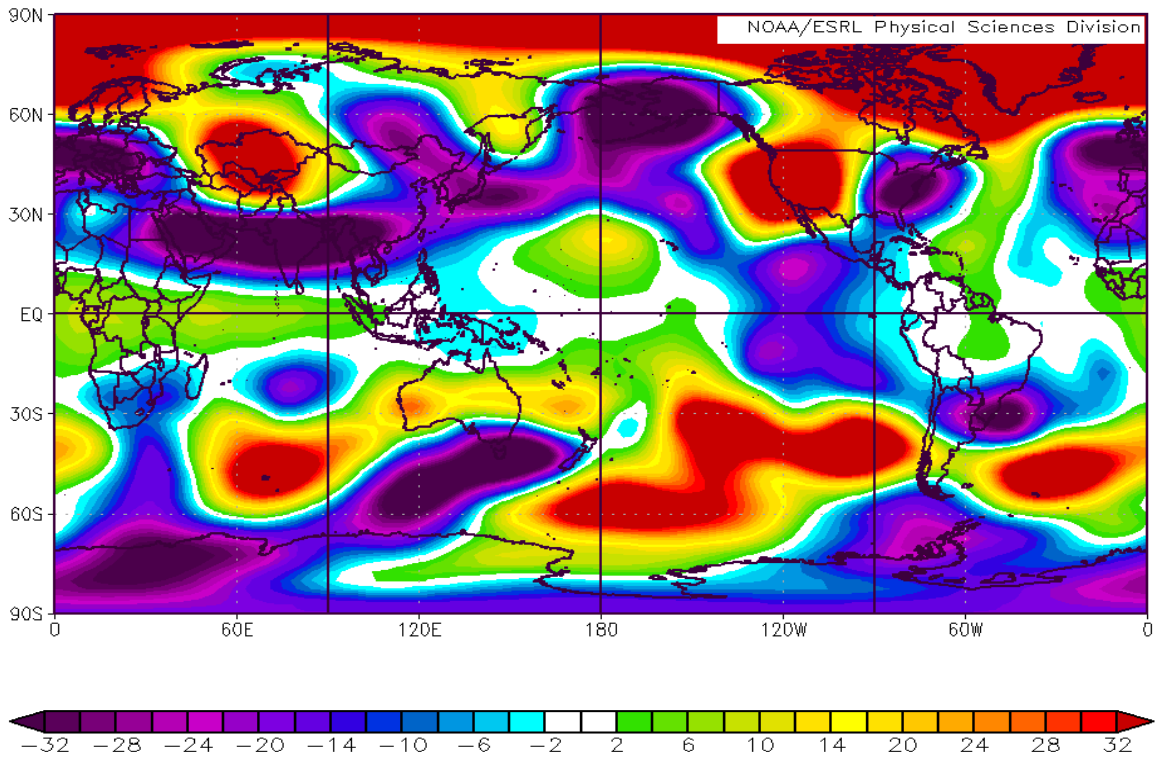 90N
NOAA/ESRL Physical Sciences Division
60N
30N
EQ
30S
60S
90S
0 60E 120E 180 120W 60W 0
-32 -28 -24 -20 -14 -10 -6 -2 2 6 10 14 20 24 28 32